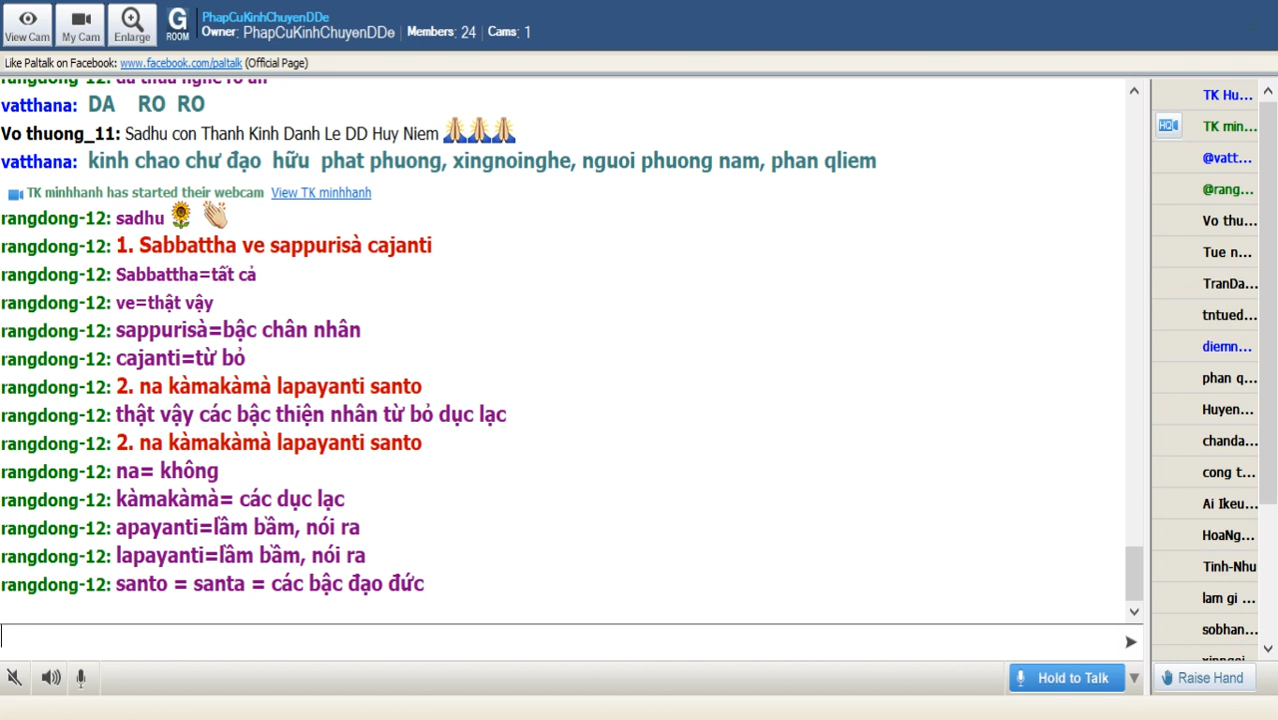 PhapCuKinhChuyenDDe
Owner: PhapCuKinhChuyenDDe Members: 24 Cams: 1
View Cam My Cam Enlarge G ROOM
Like Paltalk on Facebook: www.facebook.com/paltalk (Official Page)
vatthana: DA RO RO
Vo thuong_11: Sadhu con Thanh Kinh Danh Le DD Huy Niem 🙏🙏🙏
vatthana: kinh chao chư đạo hữu phat phuong, xingnoinghe, nguoi phuong nam, phan qliem
TK minhhanh has started their webcam View TK minhhanh
rangdong-12: sadhu 🌻 👏
rangdong-12: 1. Sabbattha ve sappurisà cajanti
rangdong-12: Sabbattha=tất cả
rangdong-12: ve=thật vậy
rangdong-12: sappurisà=bậc chân nhân
rangdong-12: cajanti=từ bỏ
rangdong-12: 2. na kàmakàmà lapayanti santo
rangdong-12: thật vậy các bậc thiện nhân từ bỏ dục lạc
rangdong-12: 2. na kàmakàmà lapayanti santo
rangdong-12: na= không
rangdong-12: kàmakàmà= các dục lạc
rangdong-12: apayanti=lầm bầm, nói ra
rangdong-12: lapayanti=lầm bầm, nói ra
rangdong-12: santo = santa = các bậc đạo đức
TK Hu...
TK min...
@vatt...
@rang...
Vo thu...
Tue n...
TranDa...
tntued...
diemn...
phan q...
Huyen...
chanda...
cong t...
Ai Ikeu...
HoaNg...
Tinh-Nhu
lam gi ...
sobhan...
Hold to Talk
Raise Hand